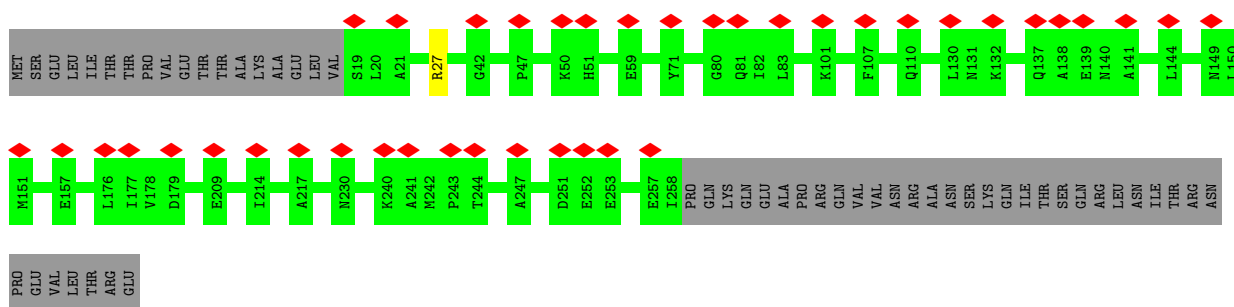 MET SER GLU LEU ILE THR THR PRO VAL GLU THR THR ALA LYS ALA GLU LEU VAL S19 L20 A21 R27 G42 P47 K50 H51 E59 Y71 G80 Q81 I82 L83 K101 F107 Q110 L130 N131 K132 Q137 A138 E139 N140 A141 L144 N149 L150
M151 E157 L176 I177 V178 D179 E209 I214 A217 N230 K240 A241 M242 P243 T244 A247 D251 E252 E253 E257 I258 PRO GLN LYS GLN GLU ALA PRO ARG GLN VAL VAL ASN ARG ALA ASN SER LYS GLN ILE THR SER GLN ARG LEU ASN ILE THR ARG ASN
PRO GLU VAL LEU THR ARG GLU